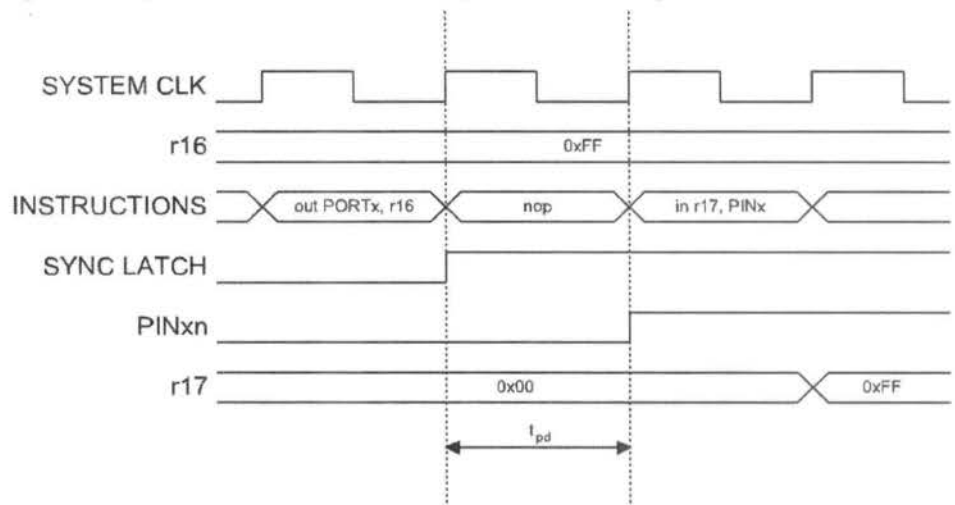 SYSTEM CLK
r16
0xFF
INSTRUCTIONS
out PORTx, r16
nop
in r17, PINx
SYNC LATCH
PINxn
r17
0x00
0xFF
tpd